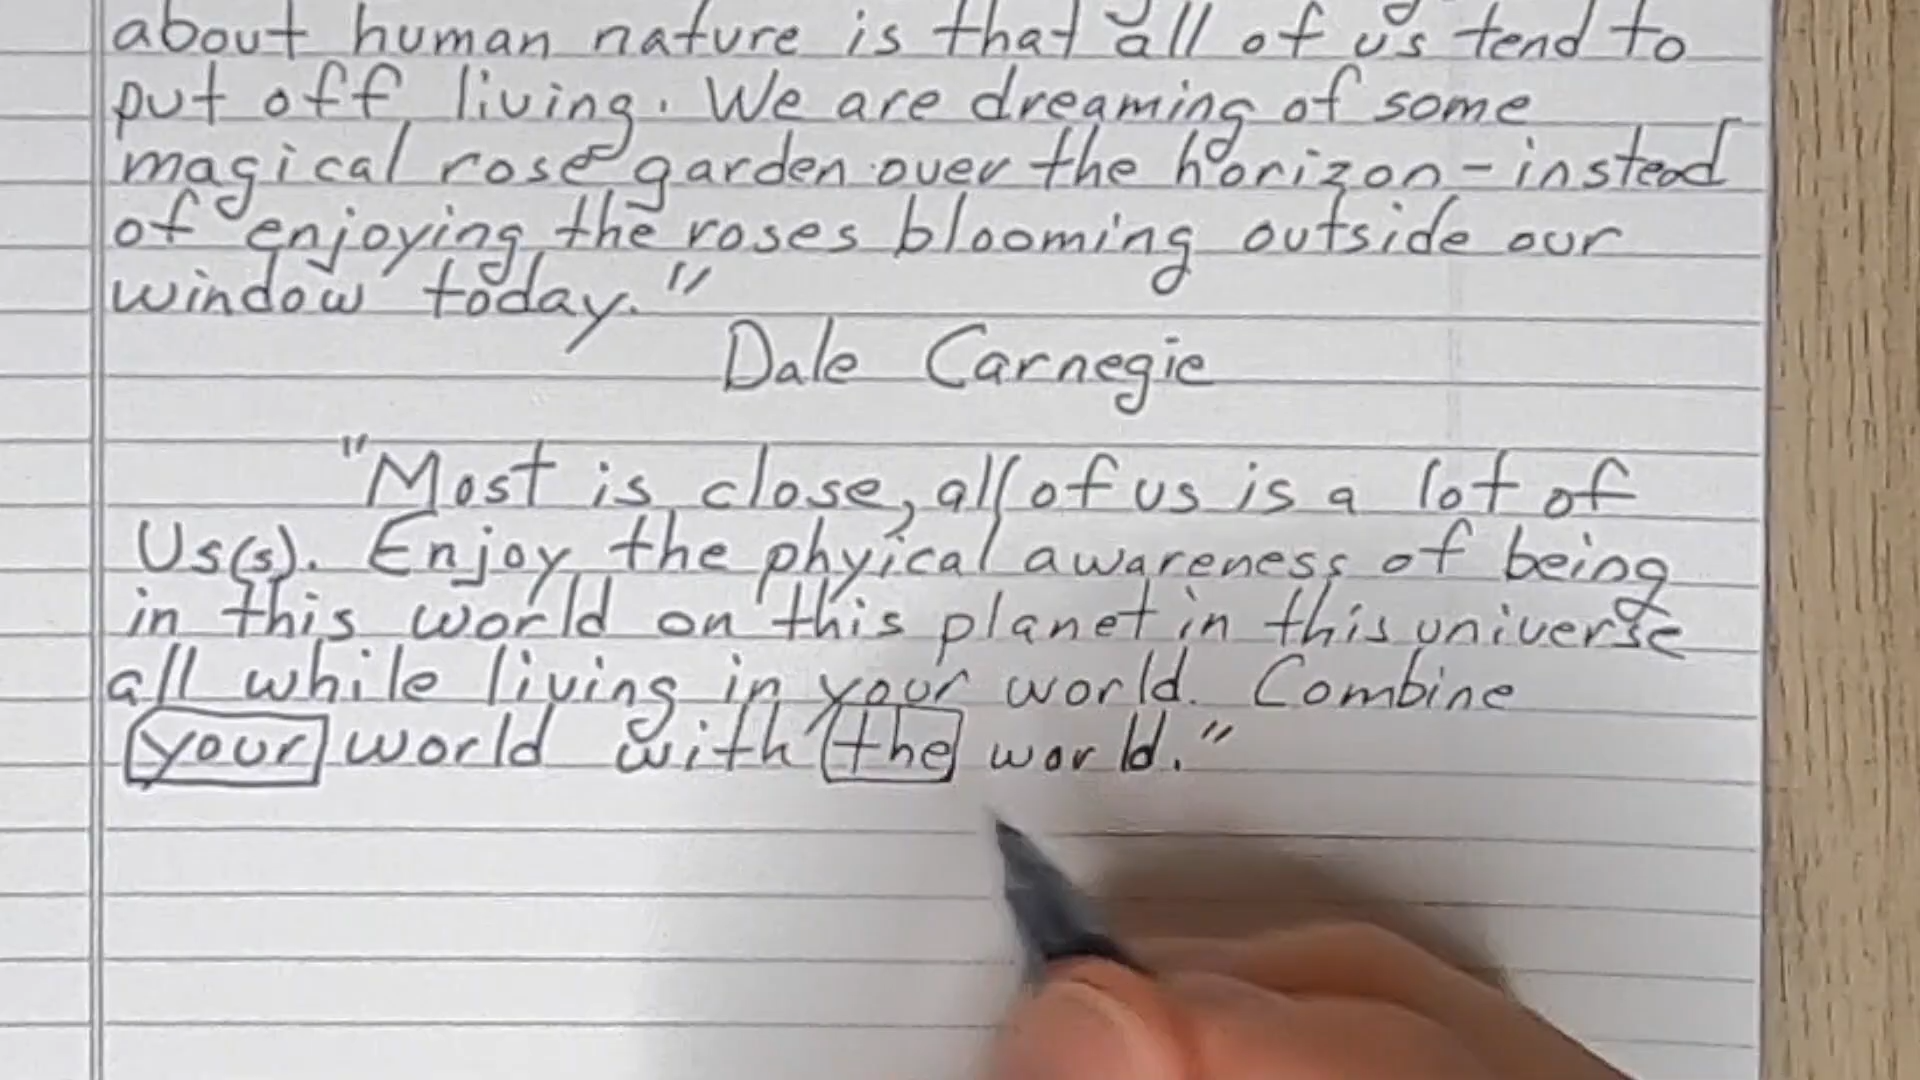 about human nature is that all of us tend to
put off living. We are dreaming of some
magical rose garden over the horizon-instead
of enjoying the roses blooming outside our
window today."
Dale Carnegie
"Most is close, all of us is a lot of
Us(s). Enjoy the phyical awareness of being
in this world on this planet in this universe
all while living in your world. Combine
your world with the world."